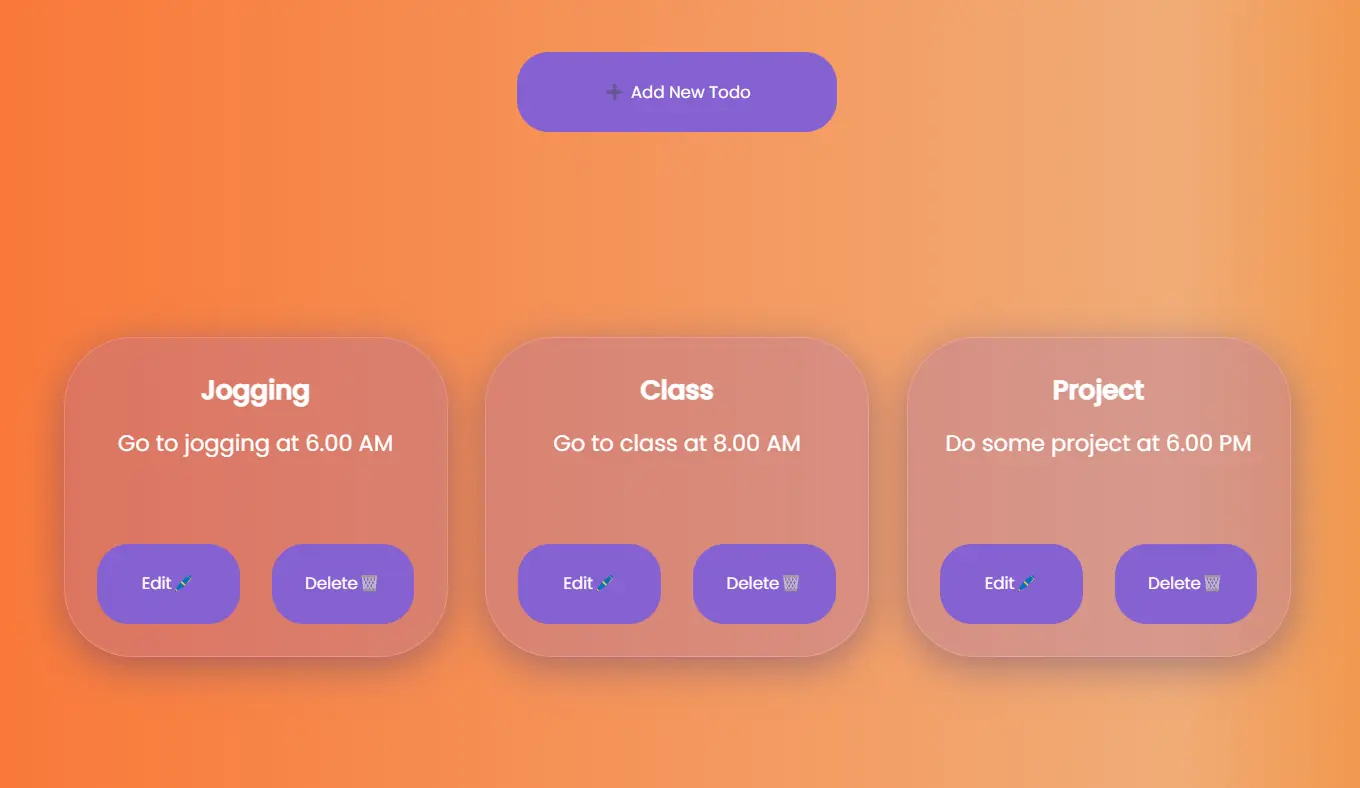 ➕ Add New Todo
Jogging
Go to jogging at 6.00 AM
Edit🖊️ Delete🗑️
Class
Go to class at 8.00 AM
Edit🖊️ Delete🗑️
Project
Do some project at 6.00 PM
Edit🖊️ Delete🗑️